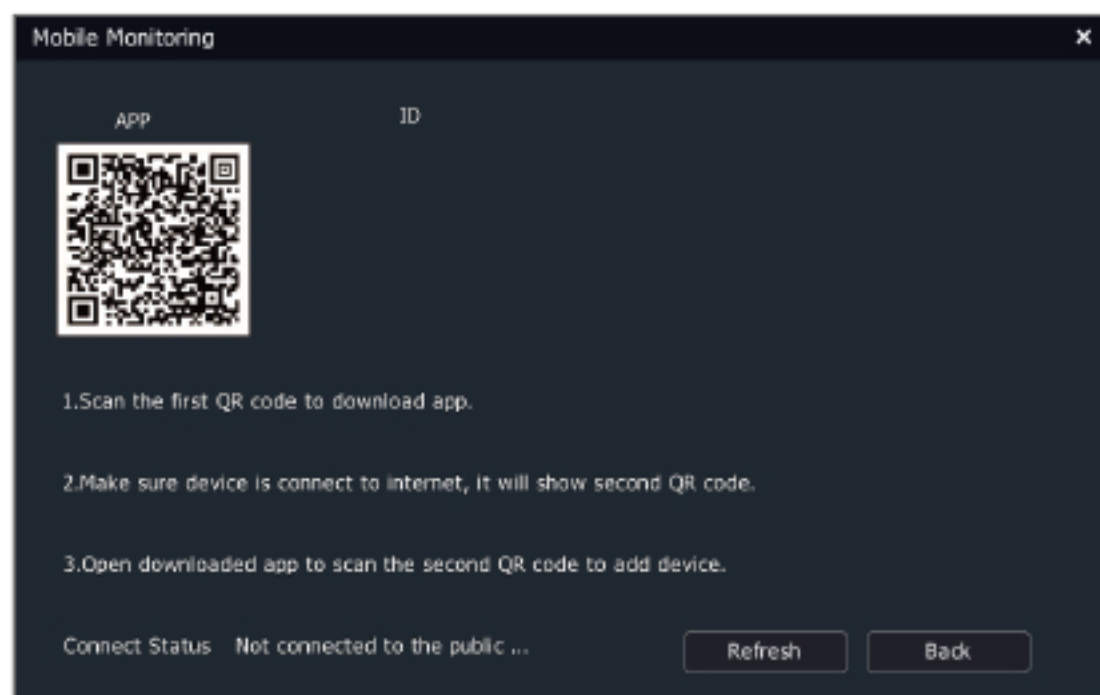 Mobile Monitoring ×
APP ID
1.Scan the first QR code to download app.
2.Make sure device is connect to internet, it will show second QR code.
3.Open downloaded app to scan the second QR code to add device.
Connect Status Not connected to the public ... Refresh Back